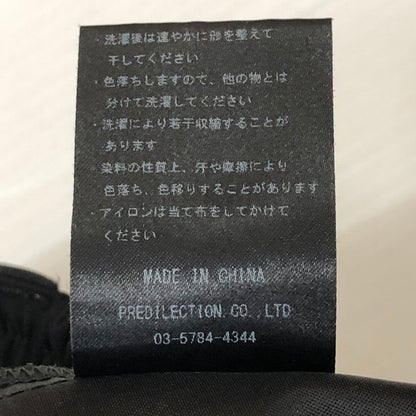 ・洗濯後は速やかに形を整えて
干してください
・色落ちしますので、他の物とは
分けて洗濯してください
・洗濯により若干収縮することが
あります
・染料の性質上、汗や摩擦により
色落ち、色移りすることがあります
・アイロンは当て布をしてかけて
ください
MADE IN CHINA
PREDILECTION.CO.,LTD
03-5784-4344